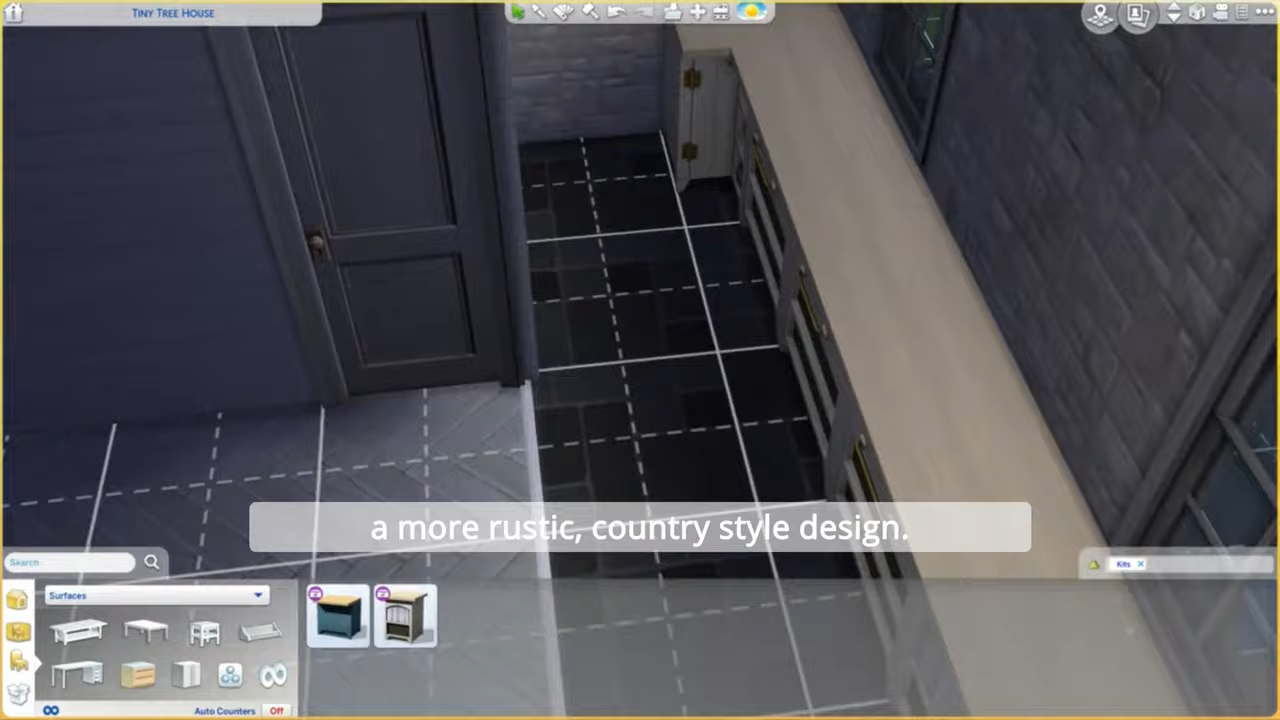 TINY TREE HOUSE
a more rustic, country style design.
Search
Kits
Surfaces
Auto Counters Off